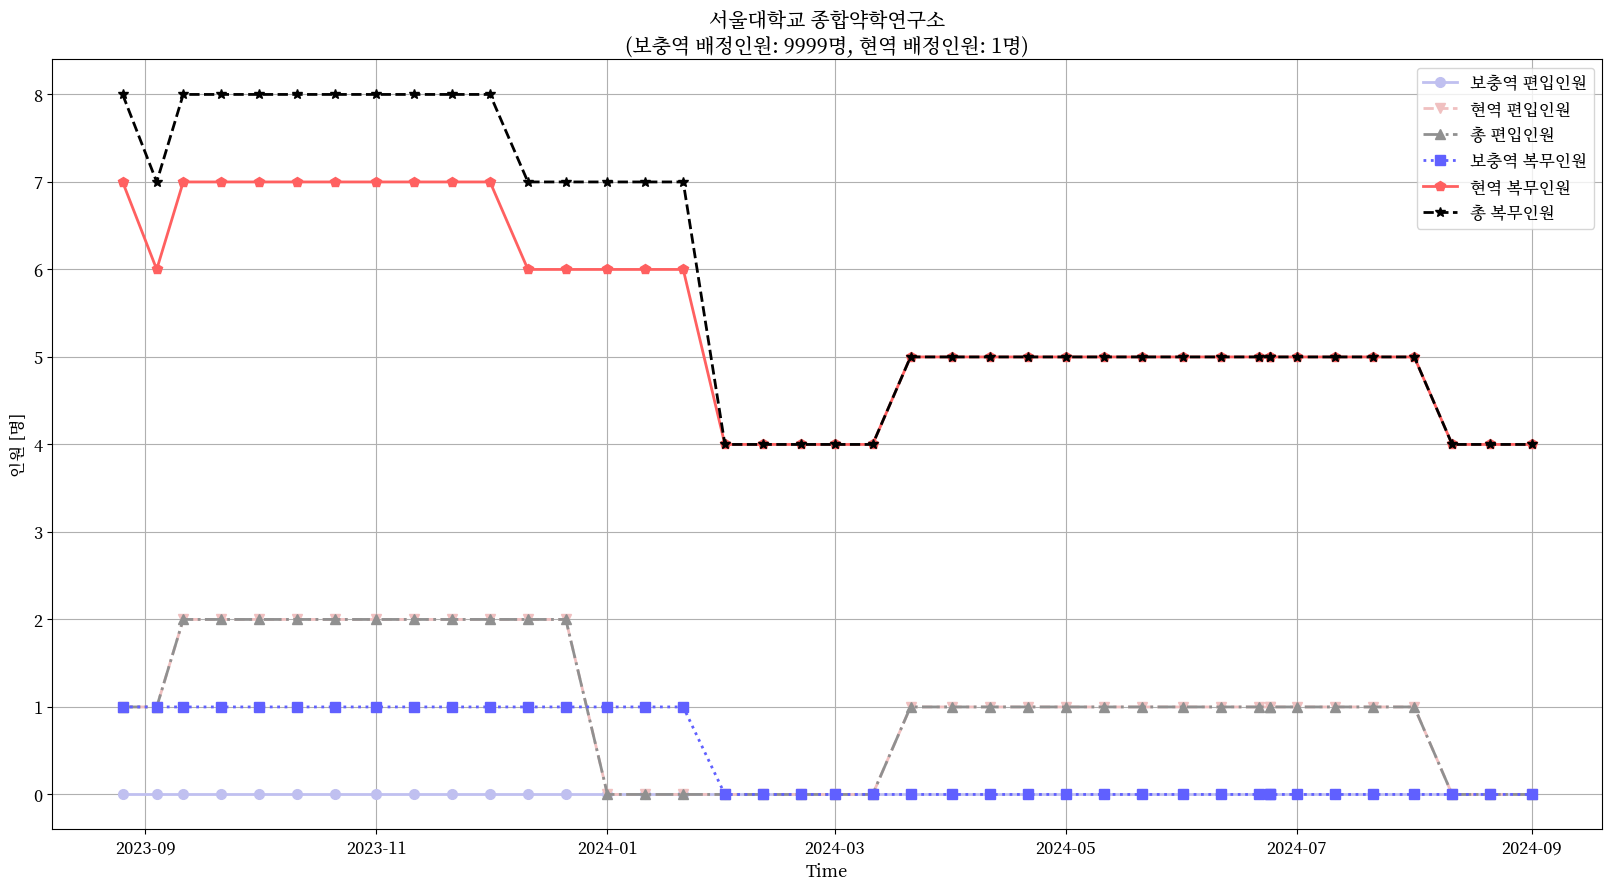 서울대학교 종합약학연구소
(보충역 배정인원: 9999명, 현역 배정인원: 1명)
보충역 편입인원
현역 편입인원
총 편입인원
보충역 복무인원
현역 복무인원
총 복무인원
인원 [명]
8
7
6
5
4
3
2
1
0
2023-09
2023-11
2024-01
2024-03
2024-05
2024-07
2024-09
Time